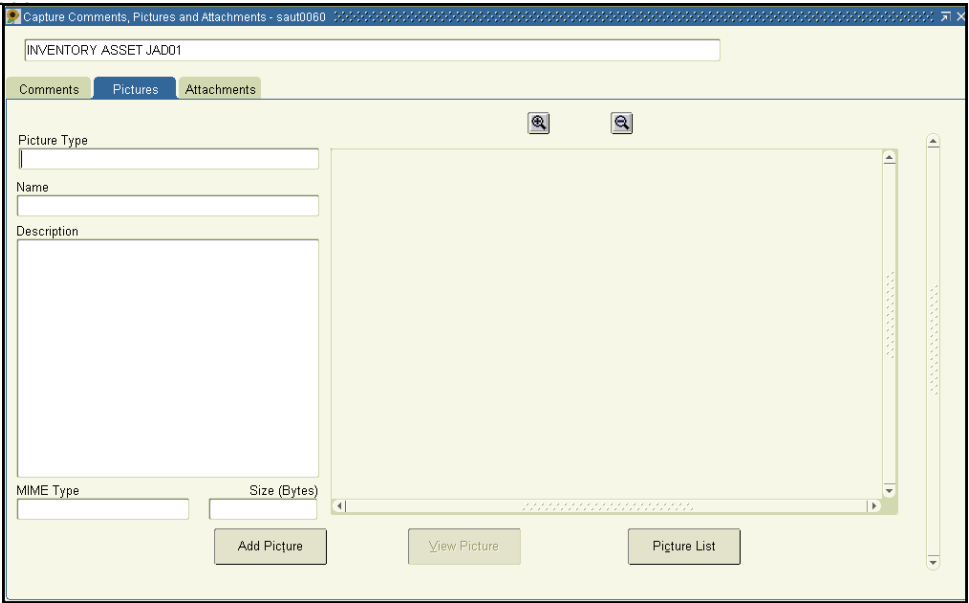 Capture Comments, Pictures and Attachments - saut0060
INVENTORY ASSET JAD01
Comments Pictures Attachments
Picture Type
Name
Description
MIME Type Size (Bytes)
Add Picture View Picture Picture List